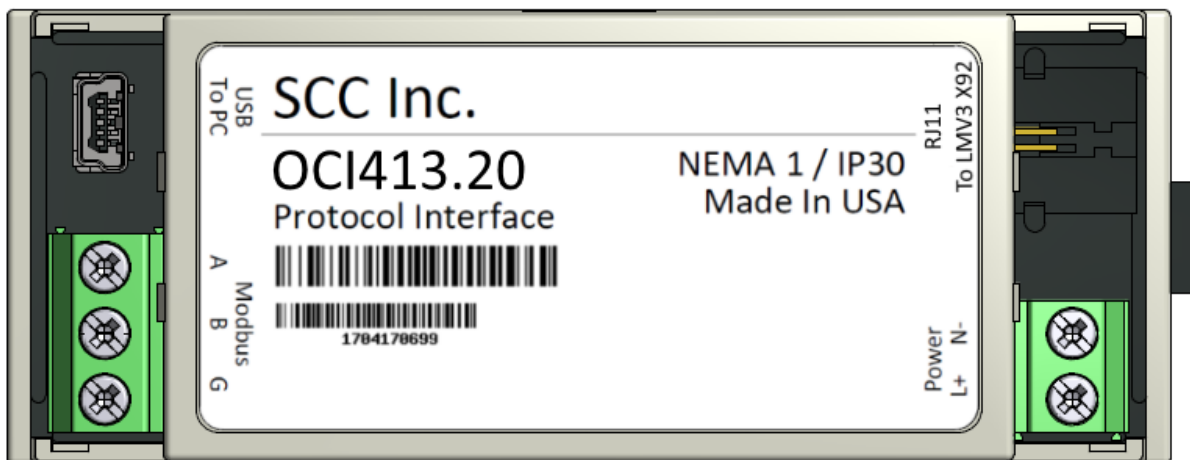 USB
To PC
SCC Inc.
OCI413.20
Protocol Interface
NEMA 1 / IP30
Made In USA
RJ11
To LMV3 X92
A
B
G
Modbus
1704170699
Power
N-
L+